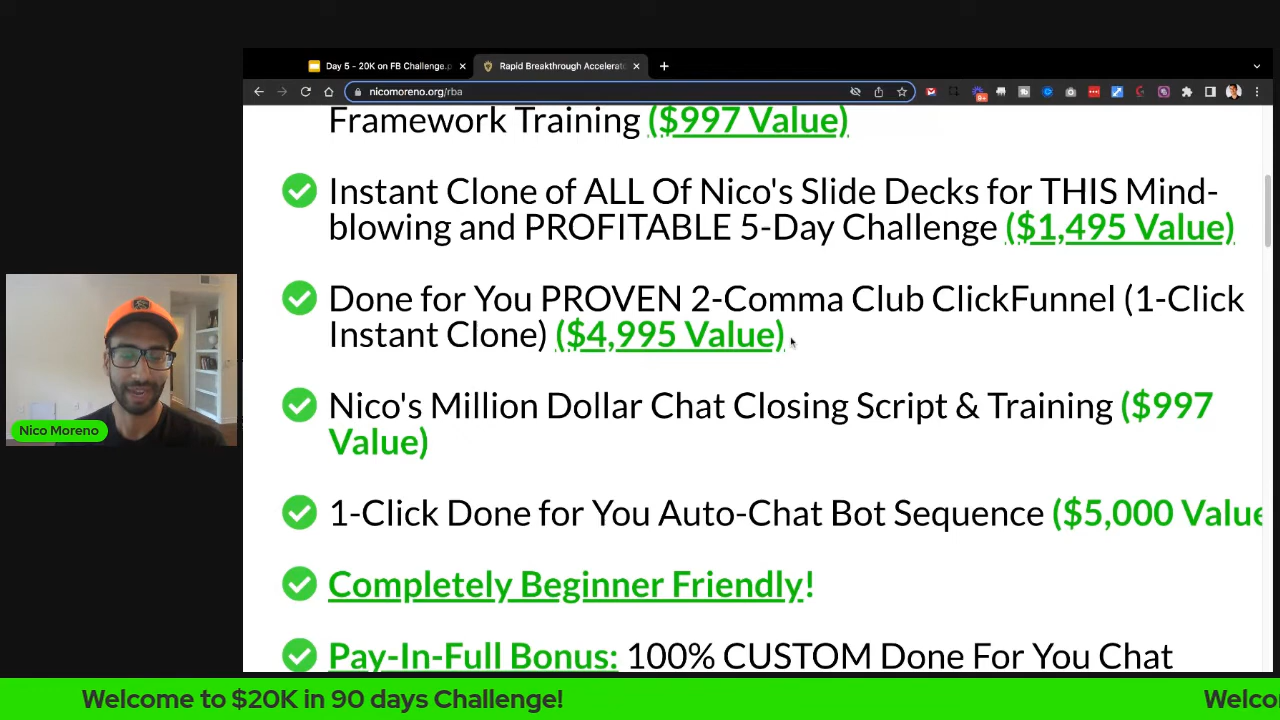 Day 5 - 20K on FB Challenge.p
Rapid Breakthrough Accelerato
nicomoreno.org/rba
Framework Training ($997 Value)
Instant Clone of ALL Of Nico's Slide Decks for THIS Mind-
blowing and PROFITABLE 5-Day Challenge ($1,495 Value)
Done for You PROVEN 2-Comma Club ClickFunnel (1-Click
Instant Clone) ($4,995 Value)
Nico's Million Dollar Chat Closing Script & Training ($997
Value)
1-Click Done for You Auto-Chat Bot Sequence ($5,000 Value
Completely Beginner Friendly!
Pay-In-Full Bonus: 100% CUSTOM Done For You Chat
Nico Moreno
Welcome to $20K in 90 days Challenge!
Welco